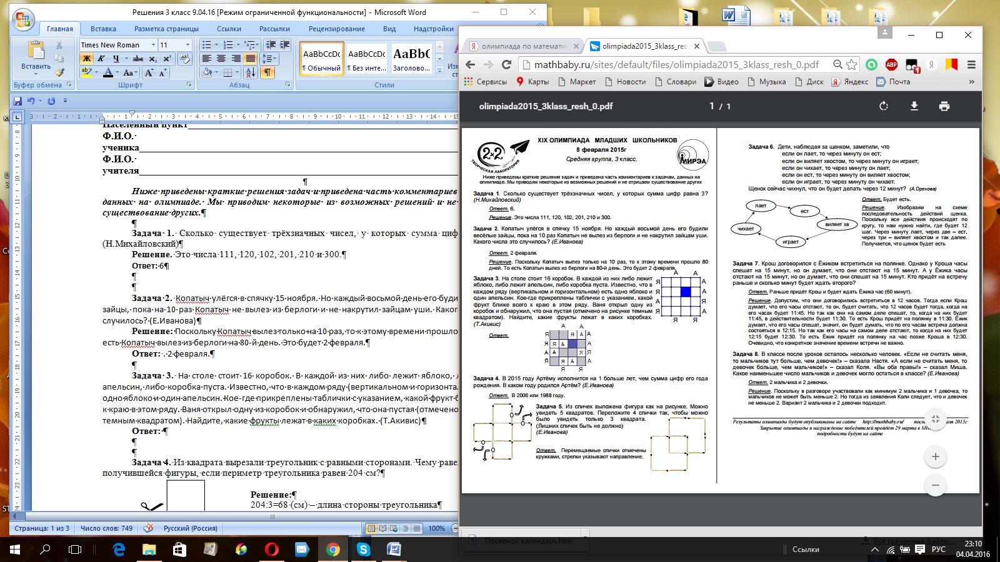 Решения 3 класс 9.04.16 [Режим ограниченной функциональности] - Microsoft Word
Главная Вставка Разметка страницы Ссылки Рассылки Рецензирование Вид Надстройки
Вставить
Times New Roman 11
AaBbCcDc AaBbCcDc AaBbC
¶ Обычный ¶ Без инте... Заголово...
Буфер обмена Шрифт Абзац Стили
Населенный пункт
Ф.И.О.
ученика
Ф.И.О.
учителя
¶
Ниже приведены краткие решения задач и приведена часть комментариев
данных на олимпиаде. Мы приводим некоторые из возможных решений и не
существование других.¶
¶
Задача 1. Сколько существует трёхзначных чисел, у которых сумма циф
(Н.Михайловский)¶
Решение. Это числа 111, 120, 102, 201, 210 и 300.¶
Ответ: 6¶
¶
¶
Задача 2. Копатыч улёгся в спячку 15 ноября. Но каждый восьмой день его буди
зайцы, пока на 10 раз Копатыч не вылез из берлоги и не накрутил зайцам уши. Каког
случилось? (Е.Иванова)¶
Решение: Поскольку Копатыч вылез только на 10 раз, то к этому времени прошло
есть Копатыч вылез из берлоги на 80-й день. Это будет 2 февраля.¶
Ответ: . 2 февраля.¶
¶
Задача 3. На столе стоит 16 коробок. В каждой из них либо лежит яблоко, л
апельсин, либо коробка пуста. Известно, что в каждом ряду (вертикальном и горизонтал
одно яблоко и один апельсин. Кое-где прикреплены таблички с указанием, какой фрукт б
к краю в этом ряду. Ваня открыл одну из коробок и обнаружил, что она пустая (отмечено
темным квадратом). Найдите, какие фрукты лежат в каких коробках. (Т.Акивис)¶
Ответ: ¶
¶
¶
Задача 4. Из квадрата вырезали треугольник с равными сторонами. Чему раве
получившейся фигуры, если периметр треугольника равен 204 см?¶
Решение:¶
204:3=68 (см) – длина стороны треугольника¶
Страница: 1 из 3 Число слов: 749 Русский (Россия) 100%
олимпиада по математи olimpiada2015_3klass_res
mathbaby.ru/sites/default/files/olimpiada2015_3klass_resh_0.pdf
Сервисы Карты Маркет Новости Словари Видео Музыка Диск Яндекс Почта
olimpiada2015_3klass_resh_0.pdf 1 / 1
2×2
ТВОРЧЕСКАЯ ЛАБОРАТОРИЯ
XIX ОЛИМПИАДА МЛАДШИХ ШКОЛЬНИКОВ
8 февраля 2015г
Средняя группа, 3 класс.
МИРЭА
Ниже приведены краткие решения задач и приведена часть комментариев к задачам, данных на
олимпиаде. Мы приводим некоторые из возможных решений и не отрицаем существование других
Задача 1. Сколько существует трёхзначных чисел, у которых сумма цифр равна 3?
(Н.Михайловский)
Ответ. 6.
Решение. Это числа 111, 120, 102, 201, 210 и 300.
Задача 2. Копатыч улёгся в спячку 15 ноября. Но каждый восьмой день его будили
весёлые зайцы, пока на 10 раз Копатыч не вылез из берлоги и не накрутил зайцам уши.
Какого числа это случилось? (Е.Иванова)
Ответ. 2 февраля.
Решение. Поскольку Копатыч вылез только на 10 раз, то к этому времени прошло 80
дней. То есть Копатыч вылез из берлоги на 80-й день. Это будет 2 февраля.
Задача 3. На столе стоит 16 коробок. В каждой из них либо лежит
яблоко, либо лежит апельсин, либо коробка пуста. Известно, что в
каждом ряду (вертикальном и горизонтальном) есть одно яблоко и
один апельсин. Кое-где прикреплены таблички с указанием, какой
фрукт ближе всего к краю в этом ряду. Ваня открыл одну из
коробок и обнаружил, что она пустая (отмечено на рисунке темным
квадратом). Найдите, какие фрукты лежат в каких коробках.
(Т.Акивис)
А А
Я А
Я А
А Я
Я А
Я Я
Ответ.
А А
Я Я А А
Я Я А А
А А Я Я
Я Я А Я
Я Я
Задача 4. В 2015 году Артёму исполнится на 1 больше лет, чем сумма цифр его года
рождения. В каком году родился Артём? (Е.Иванова)
Ответ. В 2006 или 1988 году.
Задача 5. Из спичек выложена фигура как на рисунке. Можно
увидеть 5 квадратов. Переложите 4 спички так, чтобы можно
было увидеть только 3 квадрата.
(Лишних спичек быть не должно)
(Е.Иванова)
Ответ. Перемещаемые спички отмечены
кружками, стрелки указывают направление.
Задача 6. Дети, наблюдая за щенком, заметили, что
если он лает, то через минуту он ест;
если он виляет хвостом, то через минуту он играет;
если он чихает, то через минуту он лает;
если он ест, то через минуту он виляет хвостом;
если он играет, то через минуту он чихает.
Щенок сейчас чихнул, что он будет делать через 12 минут? (А.Орехова)
лает
ест
виляет хв
играет
чихает
Ответ. Будет есть.
Решение. Изобразим на схеме
последовательность действий щенка.
Поскольку все действия происходят по
кругу, то нам нужно найти, где будет 12
шаг. Через минуту лает, через две – ест,
через три – виляет хвостом и так далее.
Получается, что щенок будет есть
Задача 7. Крош договорился с Ёжиком встретиться на полянке. Однако у Кроша часы
спешат на 15 минут, но он думает, что они отстают на 15 минут. А у Ёжика часы
отстают на 15 минут, но он думает, что они спешат на 15 минут. Кто придёт на встречу
раньше и сколько минут будет ждать второго?
Ответ. Раньше придёт Крош и будет ждать Ёжика час (60 минут).
Решение. Допустим, что они договорились встретиться в 12 часов. Тогда если Крош
думает, что его часы отстают, то он, будет считать, что 12 часов будет тогда, когда на
его часах будет 11:45. Но так как они на самом деле спешат, то, когда на них будет
11:45, в действительности будет 11:30. То есть Крош придёт на полянку в 11:30. Ёжик
думает, что его часы спешат, значит, он будет думать, что по его часам встреча должна
состояться в 12:15. Но так как его часы на самом деле отстают, то когда на них будет
12:15 будет 12:30. То есть Ёжик придёт на полянку на час позже Кроша в 12:30.
Очевидно, что конкретное значение времени встречи не важно.
Задача 8. В классе после уроков осталось несколько человек. «Если не считать меня,
то мальчиков тут больше, чем девочек!» – сказала Настя. «А если не считать меня, то
девочек больше, чем мальчиков!» – сказал Коля. «Вы оба правы!» – сказал Миша.
Какое наименьшее число мальчиков и девочек могло остаться в классе? (Е.Иванова)
Ответ. 2 мальчика и 2 девочки.
Решение. Поскольку в разговоре участвовали как минимум 2 мальчика и 1 девочка, то
мальчиков не может быть меньше 2. Но тогда из заявления Коли следует, что и девочек
не меньше 2. Вариант 2 мальчика и 2 девочки подходит.
Результаты олимпиады будут опубликованы на сайте http://mathbaby.ru/ после аля 2015г
Закрытие олимпиады и награждение победителей пройдёт 29 марта в М
подробности будут на сайте
Посевной календарь.htm
Все скачанные файлы...
Ссылки РУС 23:10
04.04.2016